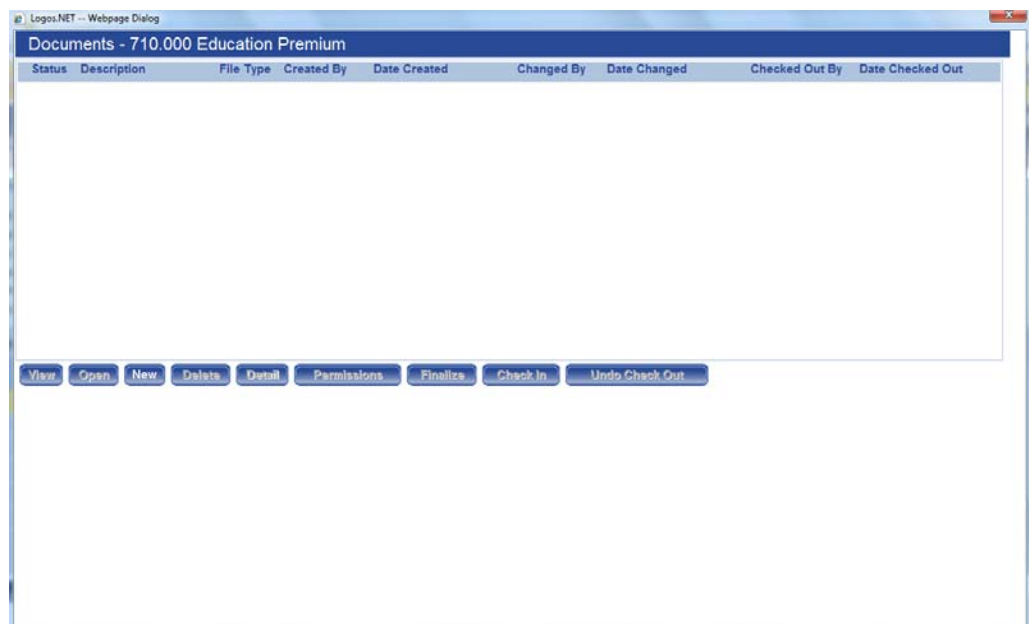 Logos.NET -- Webpage Dialog
Documents - 710.000 Education Premium
Status Description File Type Created By Date Created Changed By Date Changed Checked Out By Date Checked Out
View Open New Delete Detail Permissions Finalize Check In Undo Check Out